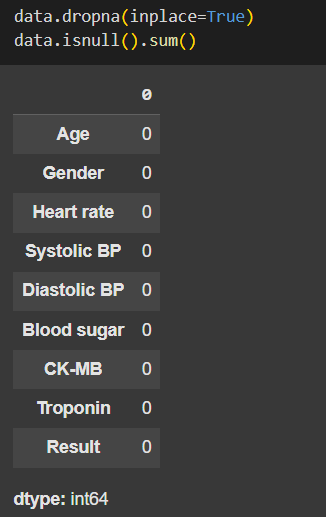 data.dropna(inplace=True)
data.isnull().sum()
0
Age 0
Gender 0
Heart rate 0
Systolic BP 0
Diastolic BP 0
Blood sugar 0
CK-MB 0
Troponin 0
Result 0
dtype: int64